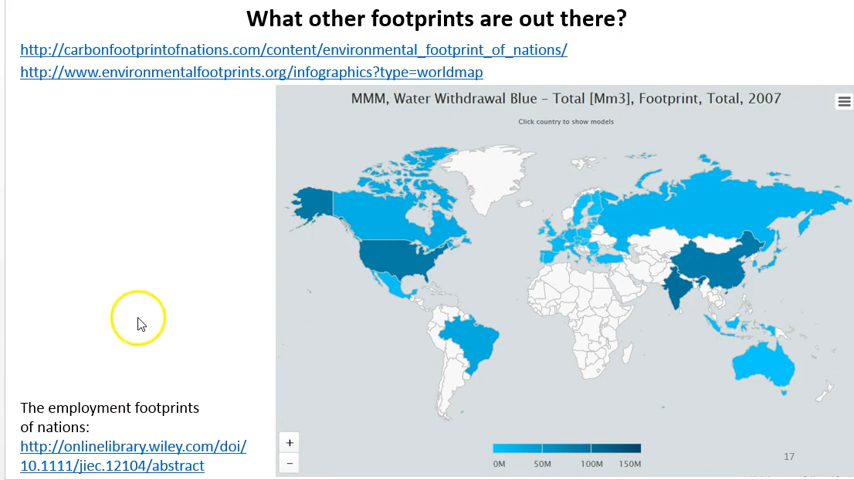 What other footprints are out there?
http://carbonfootprintofnations.com/content/environmental_footprint_of_nations/
http://www.environmentalfootprints.org/infographics?type=worldmap
MMM, Water Withdrawal Blue – Total [Mm3], Footprint, Total, 2007
Click country to show models
The employment footprints
of nations:
http://onlinelibrary.wiley.com/doi/
10.1111/jiec.12104/abstract
+
−
0M 50M 100M 150M
17